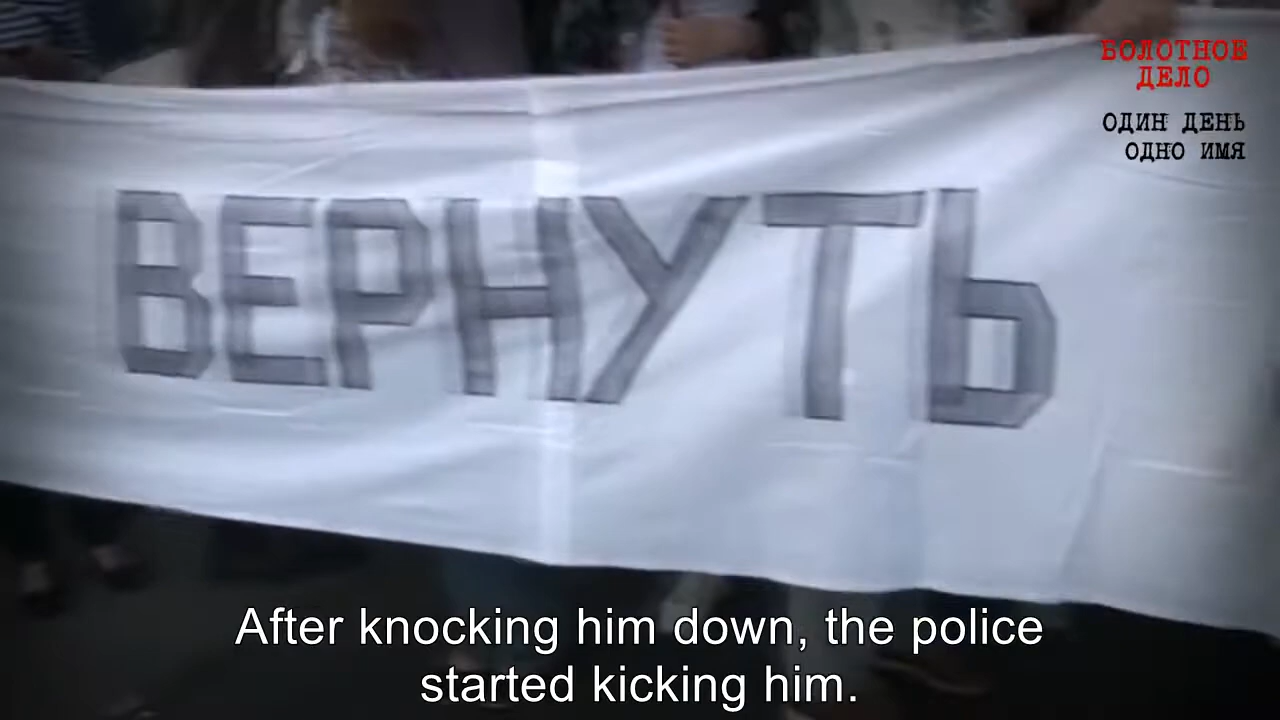 БОЛОТНОЕ
ДЕЛО
ОДИН ДЕНЬ
ОДНО ИМЯ
ВЕРНУТЬ
After knocking him down, the police
started kicking him.